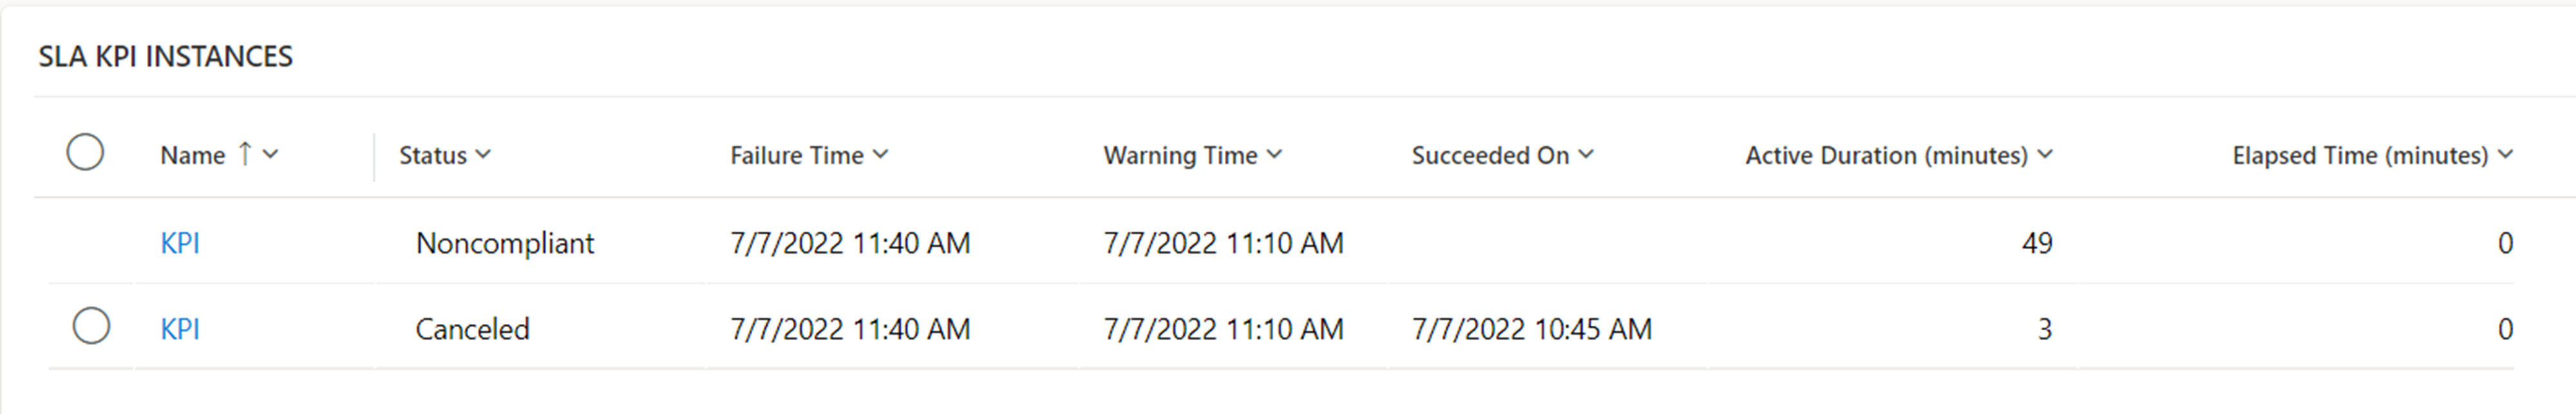 SLA KPI INSTANCES
Name Status Failure Time Warning Time Succeeded On Active Duration (minutes) Elapsed Time (minutes)
KPI Noncompliant 7/7/2022 11:40 AM 7/7/2022 11:10 AM 49 0
KPI Canceled 7/7/2022 11:40 AM 7/7/2022 11:10 AM 7/7/2022 10:45 AM 3 0